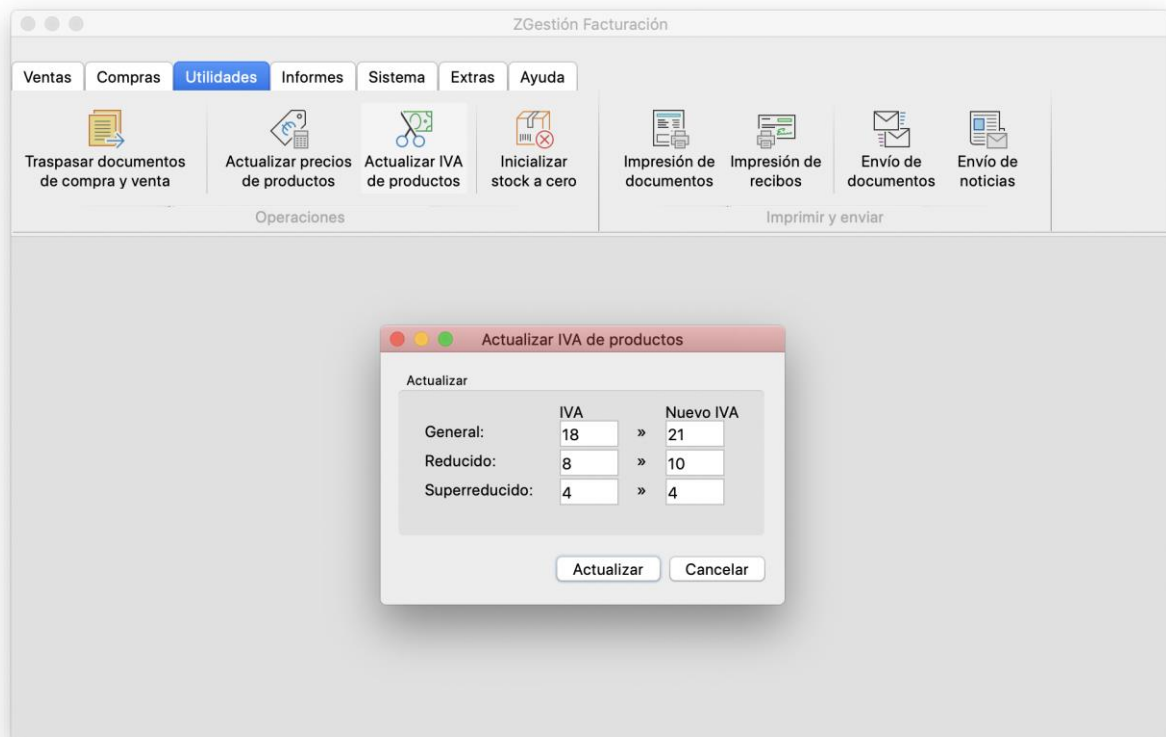 ZGestión Facturación
Ventas Compras Utilidades Informes Sistema Extras Ayuda
Traspasar documentos
de compra y venta
Actualizar precios
de productos
Actualizar IVA
de productos
Inicializar
stock a cero
Impresión de
documentos
Impresión de
recibos
Envío de
documentos
Envío de
noticias
Operaciones
Imprimir y enviar
Actualizar IVA de productos
Actualizar
IVA Nuevo IVA
General: 18 » 21
Reducido: 8 » 10
Superreducido: 4 » 4
Actualizar Cancelar